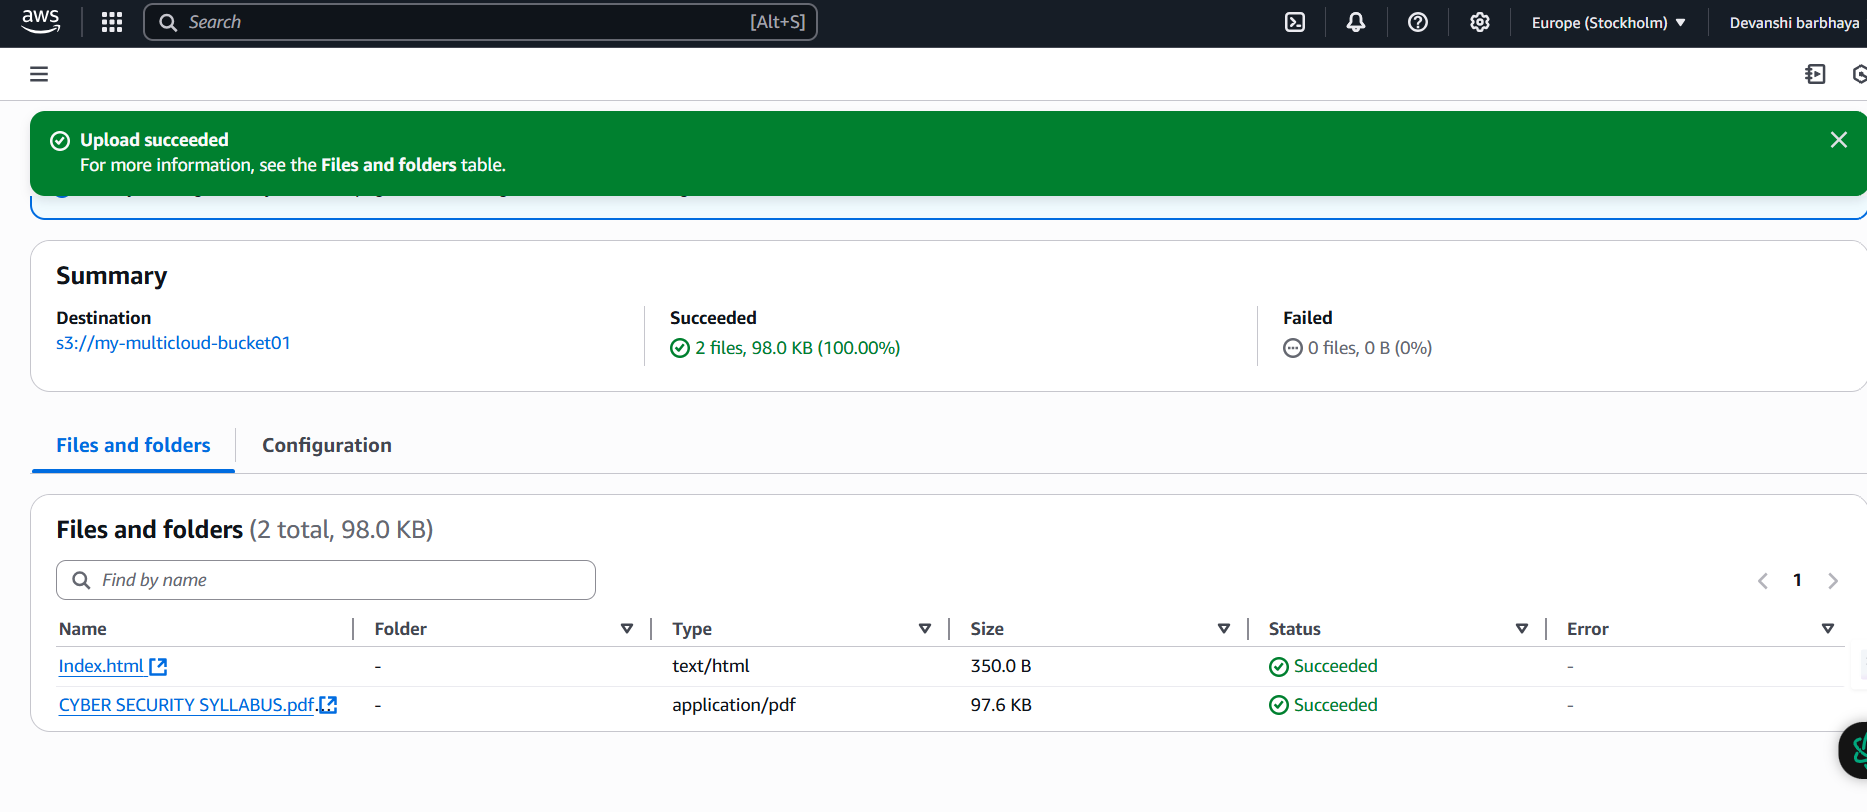 aws
Search [Alt+S]
Europe (Stockholm)
Devanshi barbhaya
Upload succeeded
For more information, see the Files and folders table.
Summary
Destination
s3://my-multicloud-bucket01
Succeeded
2 files, 98.0 KB (100.00%)
Failed
0 files, 0 B (0%)
Files and folders
Configuration
Files and folders (2 total, 98.0 KB)
Find by name
1
Name Folder Type Size Status Error
Index.html - text/html 350.0 B Succeeded -
CYBER SECURITY SYLLABUS.pdf... - application/pdf 97.6 KB Succeeded -